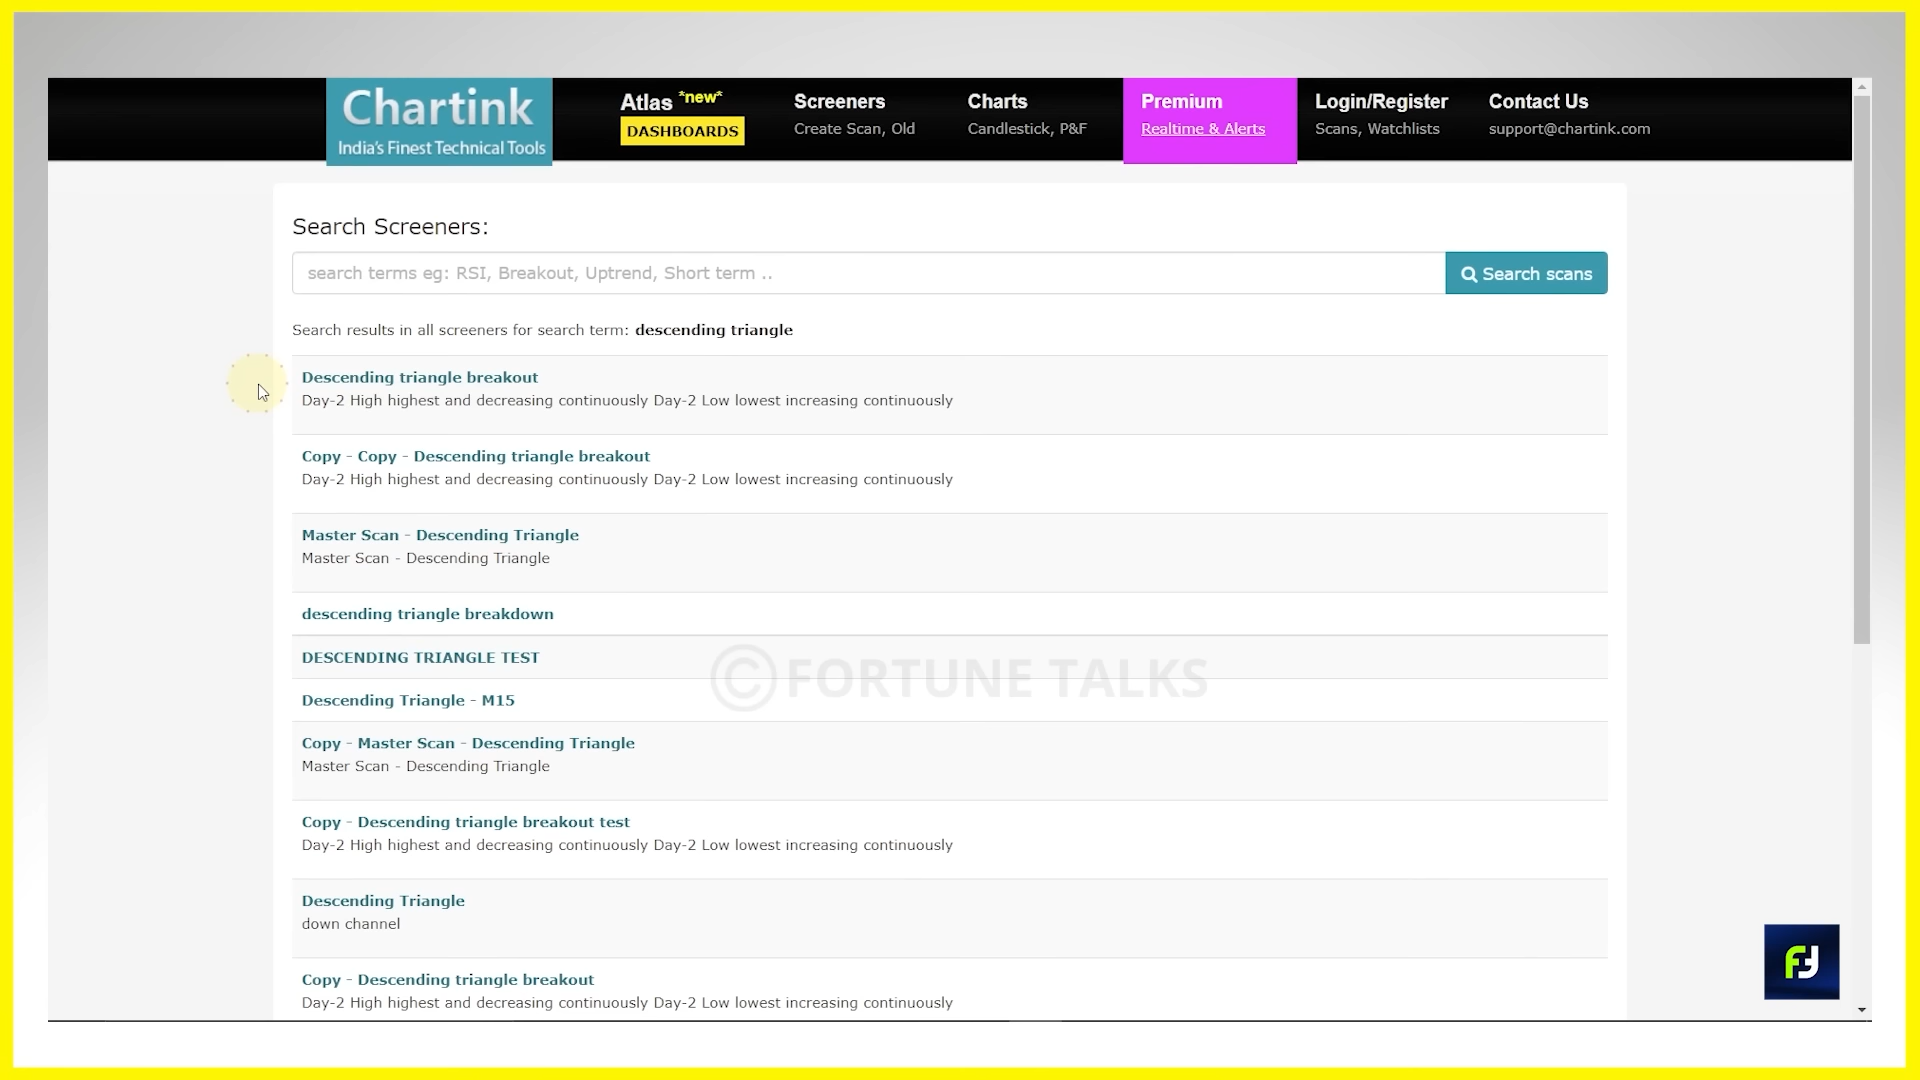 Chartink
India's Finest Technical Tools
Atlas *new*
DASHBOARDS
Screeners
Create Scan, Old
Charts
Candlestick, P&F
Premium
Realtime & Alerts
Login/Register
Scans, Watchlists
Contact Us
support@chartink.com
Search Screeners:
search terms eg: RSI, Breakout, Uptrend, Short term ..
Search scans
Search results in all screeners for search term: descending triangle
Descending triangle breakout
Day-2 High highest and decreasing continuously Day-2 Low lowest increasing continuously
Copy - Copy - Descending triangle breakout
Day-2 High highest and decreasing continuously Day-2 Low lowest increasing continuously
Master Scan - Descending Triangle
Master Scan - Descending Triangle
descending triangle breakdown
DESCENDING TRIANGLE TEST
© FORTUNE TALKS
Descending Triangle - M15
Copy - Master Scan - Descending Triangle
Master Scan - Descending Triangle
Copy - Descending triangle breakout test
Day-2 High highest and decreasing continuously Day-2 Low lowest increasing continuously
Descending Triangle
down channel
Copy - Descending triangle breakout
Day-2 High highest and decreasing continuously Day-2 Low lowest increasing continuously